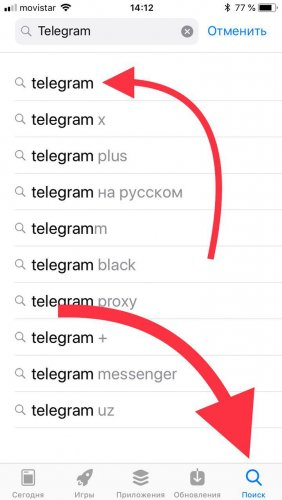 movistar 14:12 77 %
Telegram Отменить
telegram
telegram x
telegram plus
telegram на русском
telegramm
telegram black
telegram proxy
telegram +
telegram messenger
telegram uz
Сегодня Игры Приложения Обновления Поиск